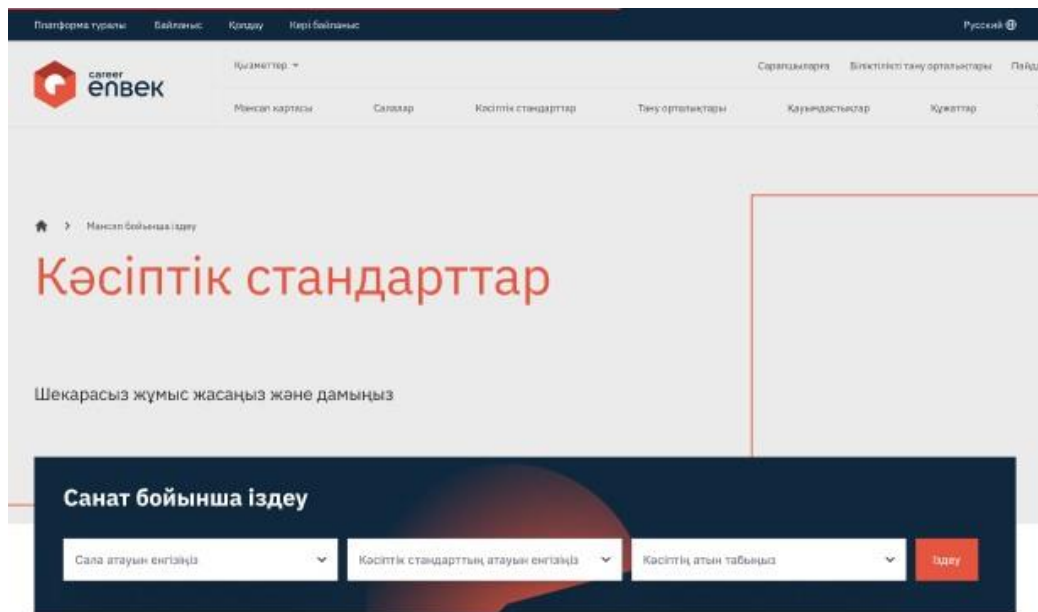 Платформа туралы Байланыс Қолдау Кері байланыс Русский
career
enbek
Қызметтер Сарапшыларға Біліктілікті тану орталықтары Пайд
Мансап картасы Салалар Кәсіптік стандарттар Тану орталықтары Қауымдастықтар Құжаттар
Мансап бойынша іздеу
Кәсіптік стандарттар
Шекарасыз жұмыс жасаңыз және дамыңыз
Санат бойынша іздеу
Сала атауын енгізіңіз Кәсіптік стандарттың атауын енгізіңіз Кәсіптің атын табыңыз Іздеу